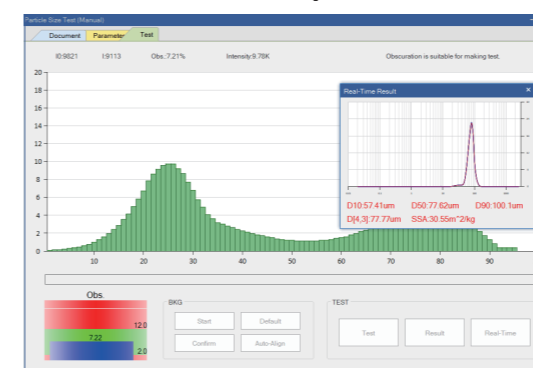 Particle Size Test (Manual)
Document Parameter Test
I0:9821 I:9113 Obs.:7.21% Intensity:9.78K Obscuration is suitable for making test.
Real-Time Result ×
D10:57.41um D50:77.62um D90:100.1um
D[4,3]:77.77um SSA:30.55m^2/kg
20
18
16
14
12
10
8
6
4
2
0
10 20 30 40 50 60 70 80 90
Obs.
12.0
7.22
2.0
BKG
Start Default
Confirm Auto-Align
TEST
Test Result Real-Time